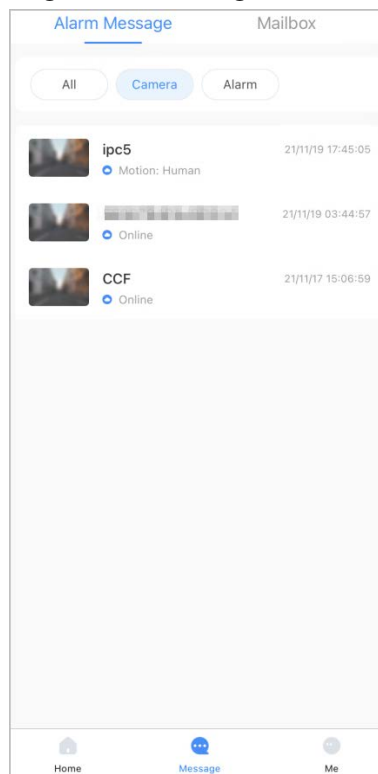 Alarm Message Mailbox
All Camera Alarm
ipc5 21/11/19 17:45:05
Motion: Human
21/11/19 03:44:57
Online
CCF 21/11/17 15:06:59
Online
Home Message Me